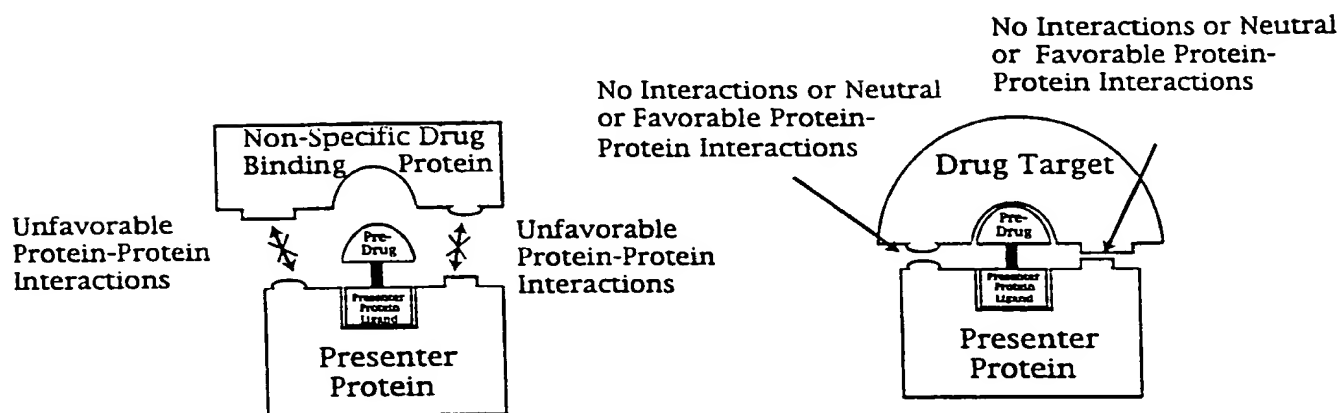 No Interactions or Neutral
or Favorable Protein-
Protein Interactions
No Interactions or Neutral
or Favorable Protein-
Protein Interactions
Non-Specific Drug
Binding Protein
Drug Target
Unfavorable
Protein-Protein
Interactions
Pre-
Drug
Unfavorable
Protein-Protein
Interactions
Pre-
Drug
Presenter
Protein
Ligand
Presenter
Protein
Presenter
Protein
Ligand
Presenter
Protein